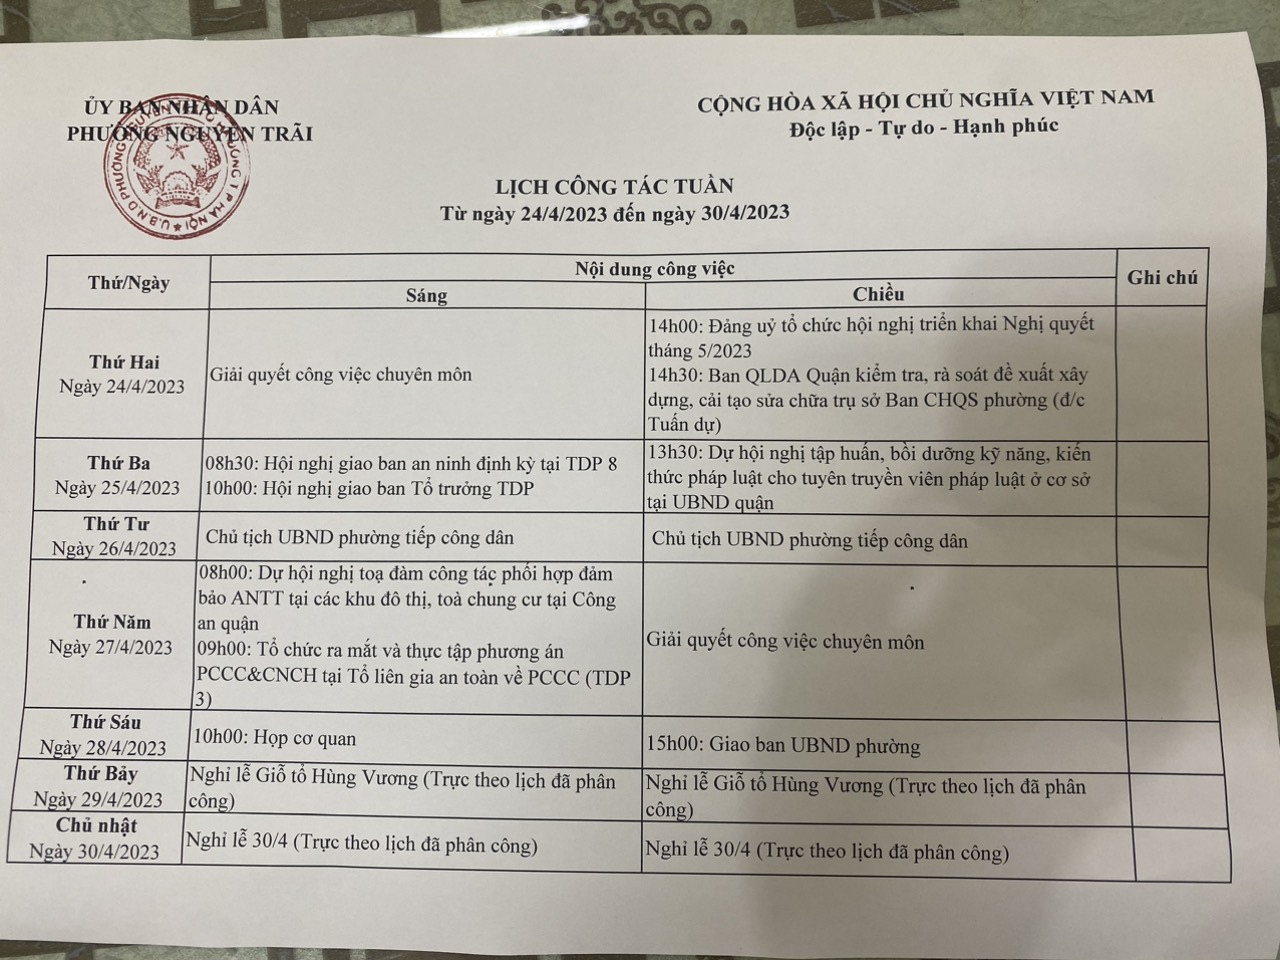 ỦY BAN NHÂN DÂN
PHƯỜNG NGUYỄN TRÃI
CỘNG HÒA XÃ HỘI CHỦ NGHĨA VIỆT NAM
Độc lập - Tự do - Hạnh phúc
LỊCH CÔNG TÁC TUẦN
Từ ngày 24/4/2023 đến ngày 30/4/2023
Thứ/Ngày
Nội dung công việc
Ghi chú
Sáng
Chiều
Thứ Hai
Ngày 24/4/2023
Giải quyết công việc chuyên môn
14h00: Đảng uỷ tổ chức hội nghị triển khai Nghị quyết
tháng 5/2023
14h30: Ban QLDA Quận kiểm tra, rà soát đề xuất xây
dựng, cải tạo sửa chữa trụ sở Ban CHQS phường (đ/c
Tuấn dự)
Thứ Ba
Ngày 25/4/2023
08h30: Hội nghị giao ban an ninh định kỳ tại TDP 8
10h00: Hội nghị giao ban Tổ trưởng TDP
13h30: Dự hội nghị tập huấn, bồi dưỡng kỹ năng, kiến
thức pháp luật cho tuyên truyền viên pháp luật ở cơ sở
tại UBND quận
Thứ Tư
Ngày 26/4/2023
Chủ tịch UBND phường tiếp công dân
Chủ tịch UBND phường tiếp công dân
Thứ Năm
Ngày 27/4/2023
08h00: Dự hội nghị toạ đàm công tác phối hợp đảm
bảo ANTT tại các khu đô thị, toà chung cư tại Công
an quận
09h00: Tổ chức ra mắt và thực tập phương án
PCCC&CNCH tại Tổ liên gia an toàn về PCCC (TDP
3)
Giải quyết công việc chuyên môn
Thứ Sáu
Ngày 28/4/2023
10h00: Họp cơ quan
15h00: Giao ban UBND phường
Thứ Bảy
Ngày 29/4/2023
Nghỉ lễ Giỗ tổ Hùng Vương (Trực theo lịch đã phân
công)
Nghỉ lễ Giỗ tổ Hùng Vương (Trực theo lịch đã phân
công)
Chủ nhật
Ngày 30/4/2023
Nghỉ lễ 30/4 (Trực theo lịch đã phân công)
Nghỉ lễ 30/4 (Trực theo lịch đã phân công)